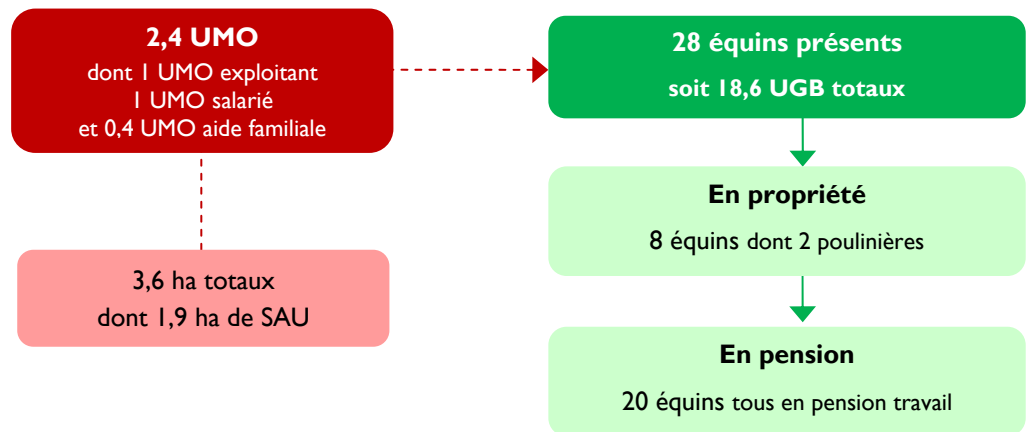 2,4 UMO
dont 1 UMO exploitant
1 UMO salarié
et 0,4 UMO aide familiale
3,6 ha totaux
dont 1,9 ha de SAU
28 équins présents
soit 18,6 UGB totaux
En propriété
8 équins dont 2 poulinières
En pension
20 équins tous en pension travail